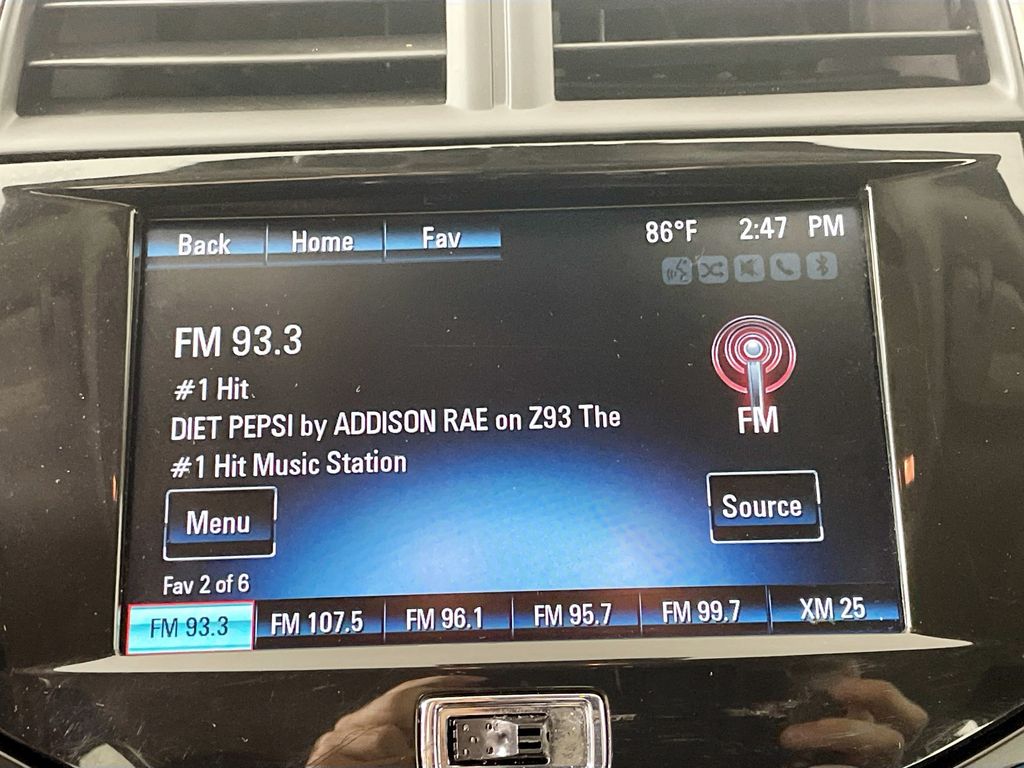 Back Home Fav 86°F 2:47 PM
FM 93.3
#1 Hit
DIET PEPSI by ADDISON RAE on Z93 The
#1 Hit Music Station
FM
Menu
Source
Fav 2 of 6
FM 93.3 FM 107.5 FM 96.1 FM 95.7 FM 99.7 XM 25